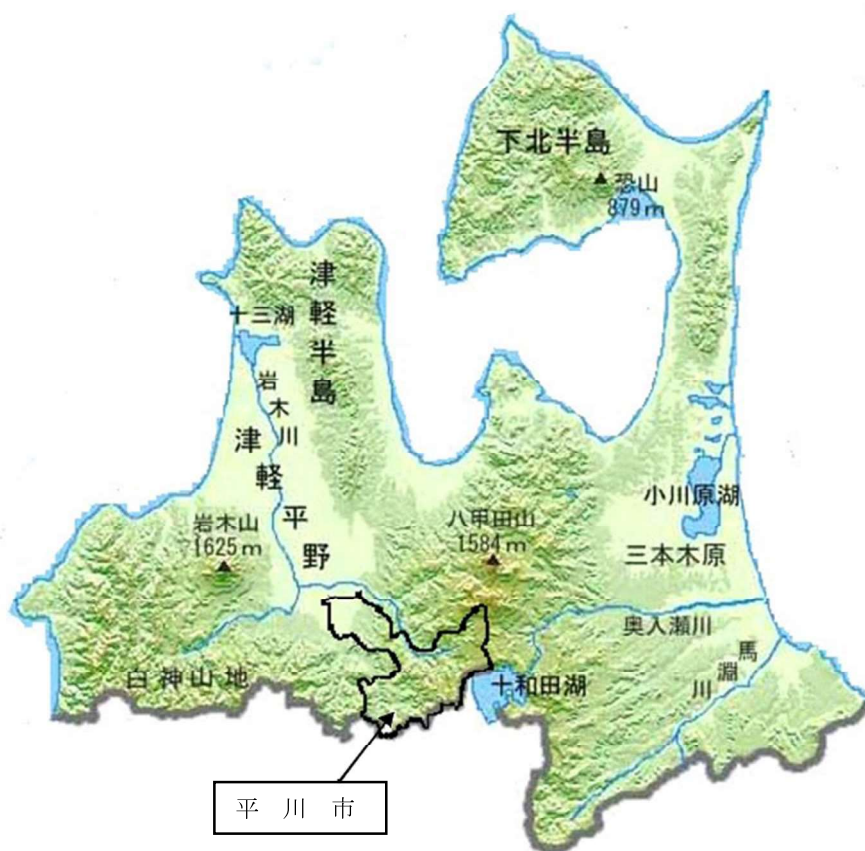 下北半島
恐山
879m
津軽半島
十三湖
岩木川
津軽平野
小川原湖
岩木山
1625m
八甲田山
1584m
三本木原
奥入瀬川
馬淵川
白神山地
十和田湖
平川市